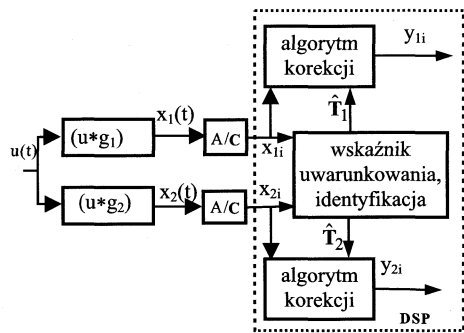 algorytm
korekcji
y1i
T̂1
x1(t)
(u*g1)
A/C
x1i
u(t)
wskaźnik
uwarunkowania,
identyfikacja
x2(t)
(u*g2)
A/C
x2i
T̂2
algorytm
korekcji
y2i
DSP